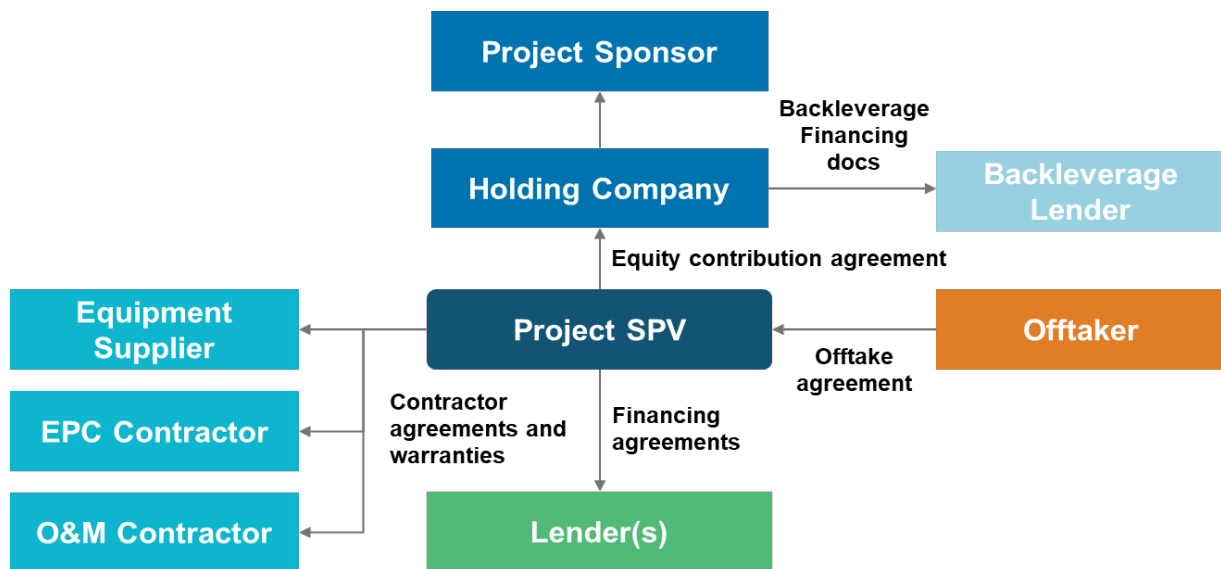 Project Sponsor
Backleverage
Financing
docs
Holding Company
Backleverage
Lender
Equity contribution agreement
Equipment
Supplier
Project SPV
Offtaker
Offtake
agreement
EPC Contractor
Contractor
agreements and
warranties
Financing
agreements
O&M Contractor
Lender(s)